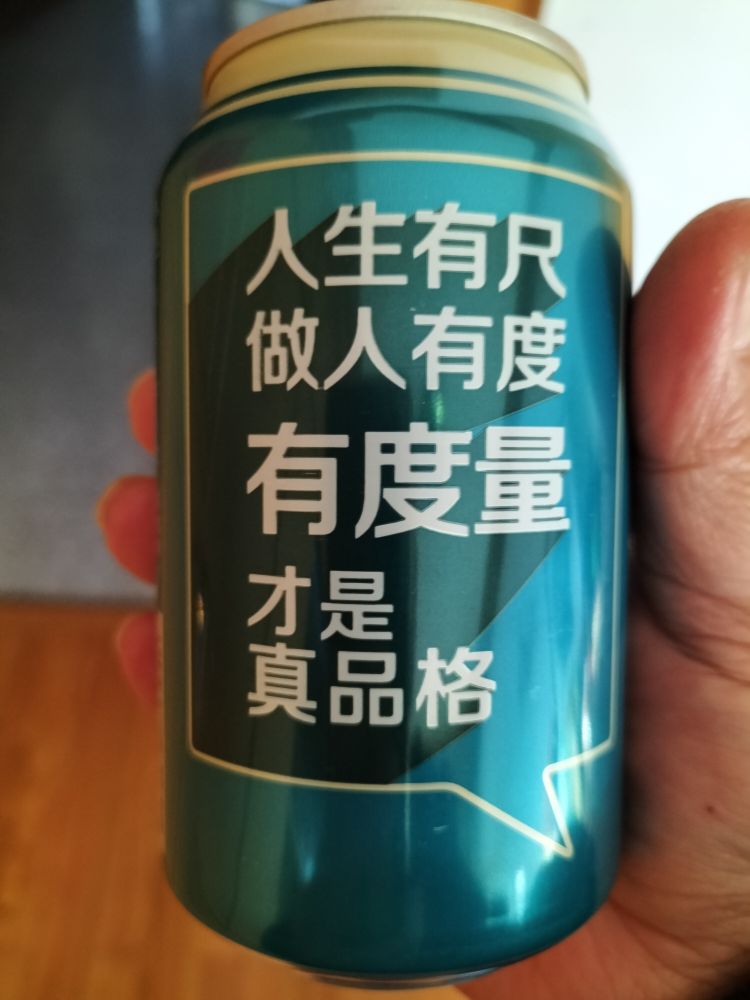 人生有尺
做人有度
有度量
才是
真品格